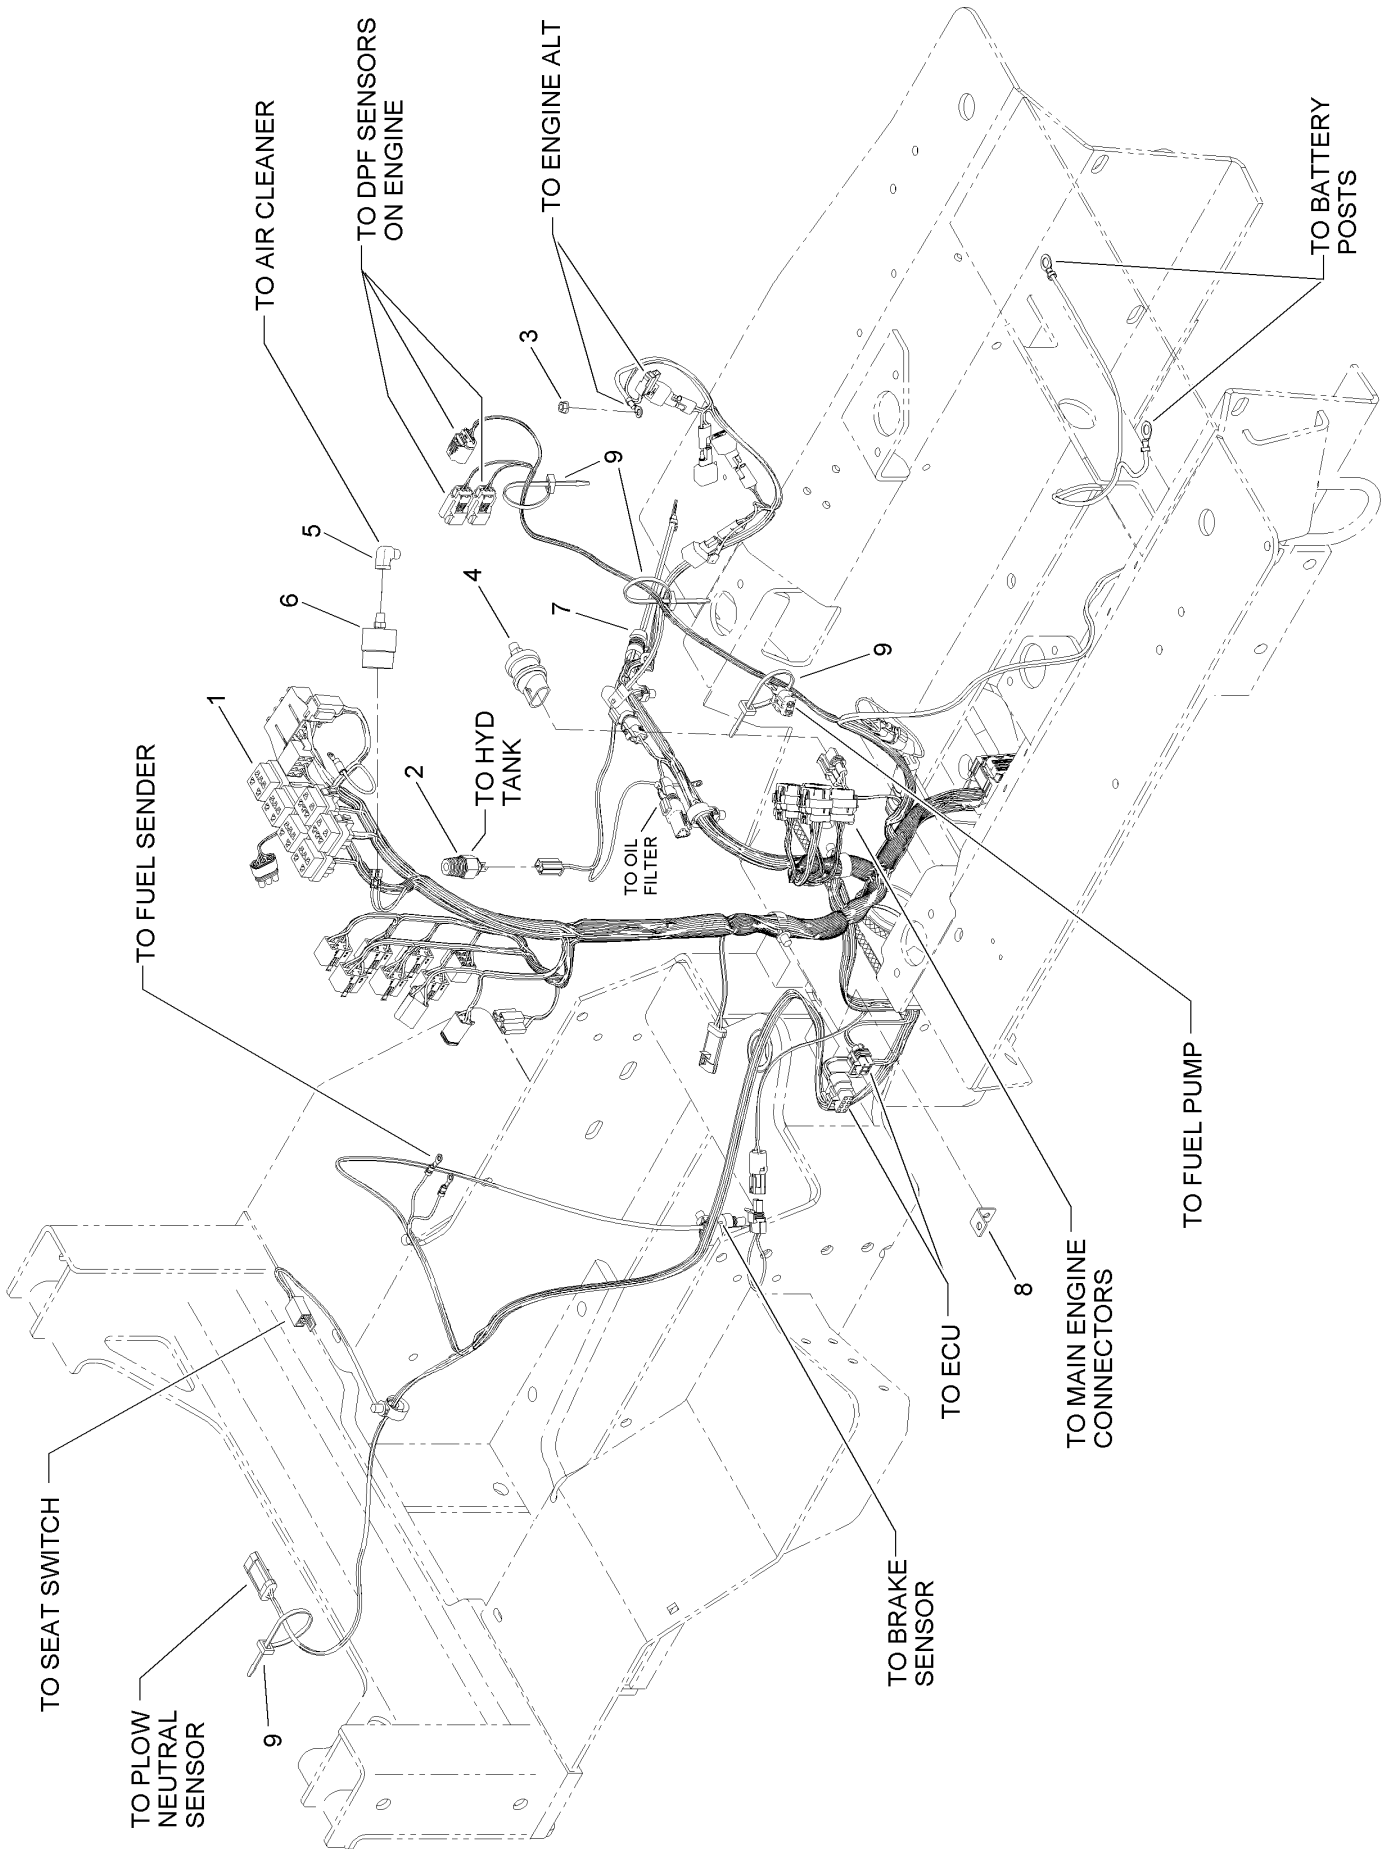 TO PLOW
NEUTRAL
SENSOR
9
TO SEAT SWITCH
TO FUEL SENDER
1
6
5
TO AIR CLEANER
TO DPF SENSORS
ON ENGINE
2
TO HYD
TANK
4
7
3
TO ENGINE ALT
9
TO OIL
FILTER
9
TO BRAKE
SENSOR
TO ECU
8
TO MAIN ENGINE
CONNECTORS
TO FUEL PUMP
TO BATTERY
POSTS